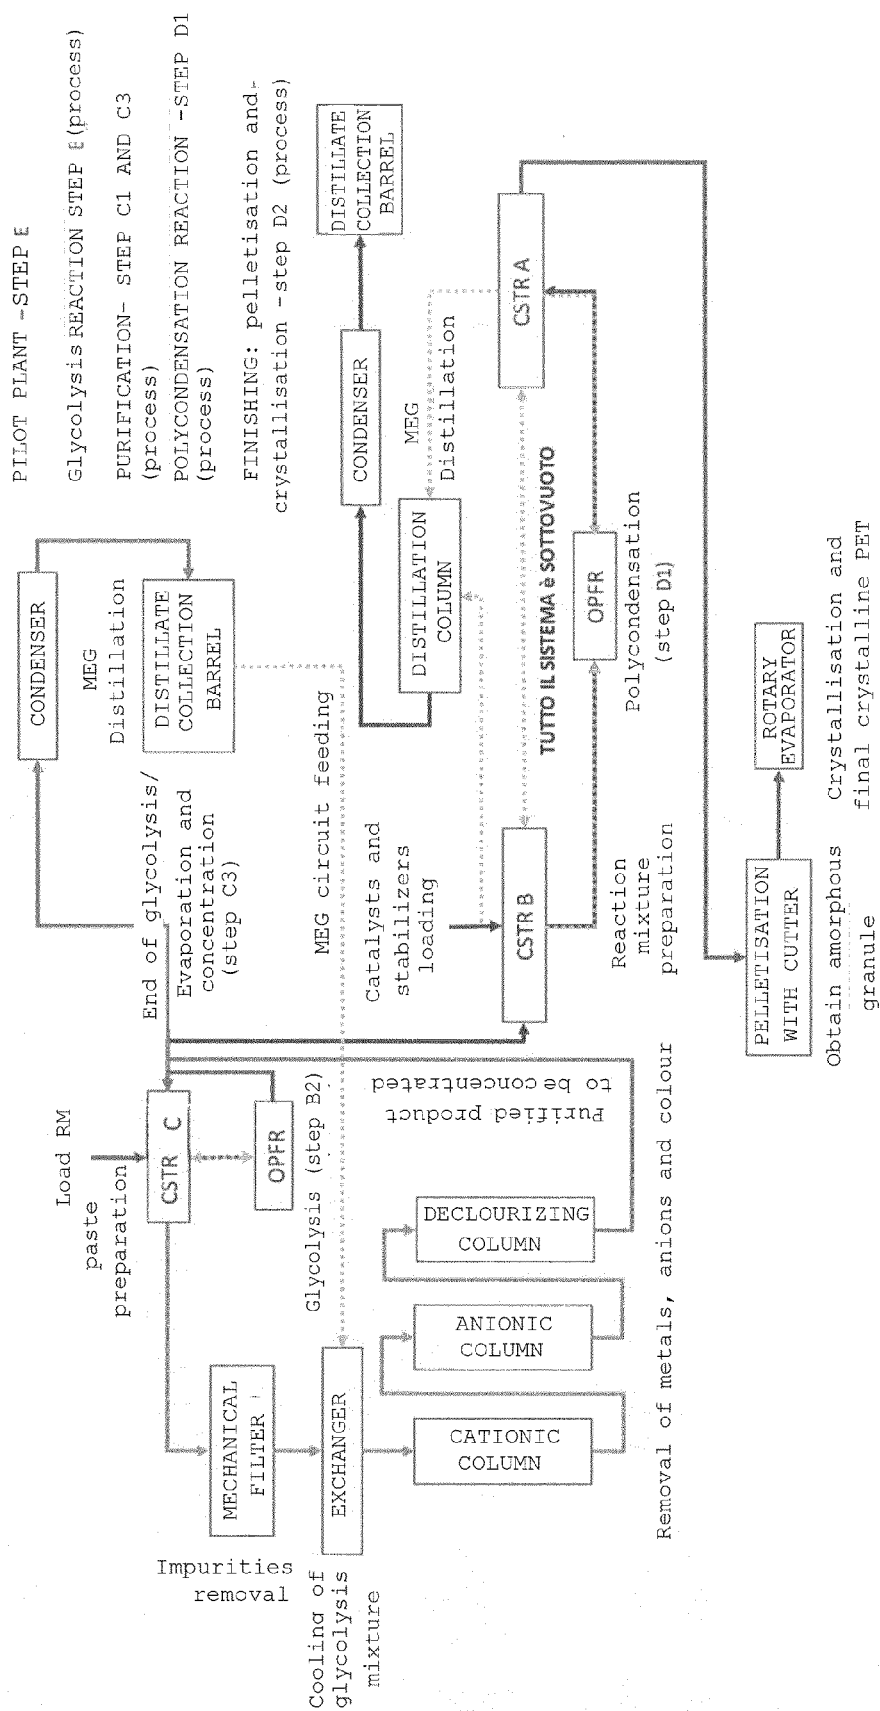 PILOT PLANT -STEP E
Glycolysis REACTION STEP E (process)
PURIFICATION- STEP C1 AND C3
(process)
POLYCONDENSATION REACTION -STEP D1
(process)
FINISHING: pelletisation and
crystallisation -step D2 (process)
CONDENSER
MEG
Distillation
DISTILLATE
COLLECTION
BARREL
End of glycolysis/
Evaporation and
concentration
(step C3)
Load RM
paste
preparation
CSTR C
OPFR
Glycolysis (step B2)
MECHANICAL
FILTER
Impurities
removal
EXCHANGER
Cooling of
glycolysis
mixture
CATIONIC
COLUMN
ANIONIC
COLUMN
DECLOURIZING
COLUMN
Removal of metals, anions and colour
Purified product
to be concentrated
MEG circuit feeding
Catalysts and
stabilizers
loading
CSTR B
Reaction
mixture
preparation
DISTILLATION
COLUMN
MEG
Distillation
CONDENSER
DISTILLATE
COLLECTION
BARREL
CSTR A
TUTTO IL SISTEMA è SOTTOVUOTO
OPFR
Polycondensation
(step D1)
PELLETISATION
WITH CUTTER
Obtain amorphous
granule
ROTARY
EVAPORATOR
Crystallisation and
final crystalline PET